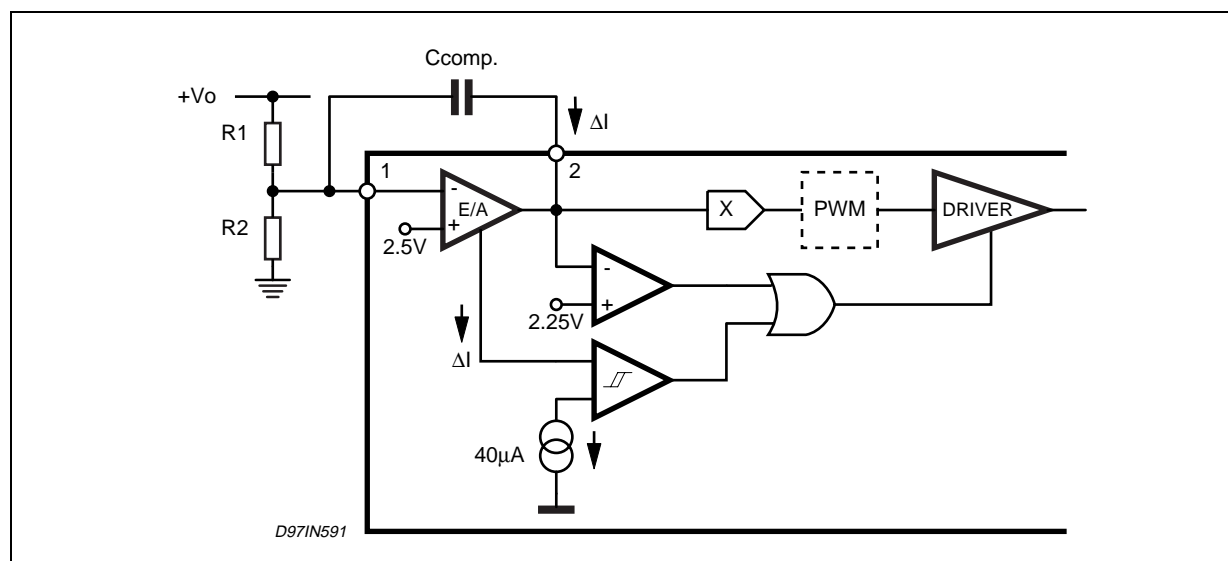 Ccomp.
+Vo
ΔI
R1
1
2
-
E/A
X
PWM
DRIVER
+
R2
2.5V
-
+
2.25V
ΔI
40μA
D97IN591